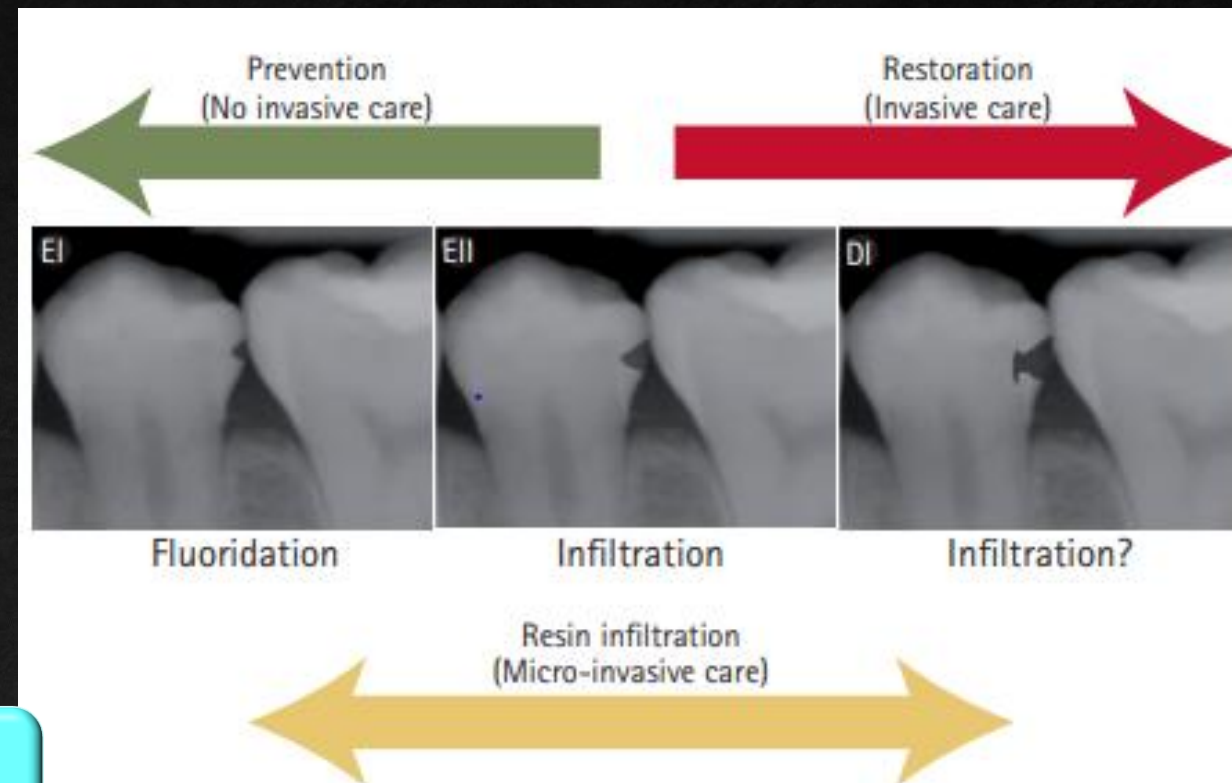 Prevention
(No invasive care)
Restoration
(Invasive care)
EI
EII
DI
Fluoridation
Infiltration
Infiltration?
Resin infiltration
(Micro-invasive care)